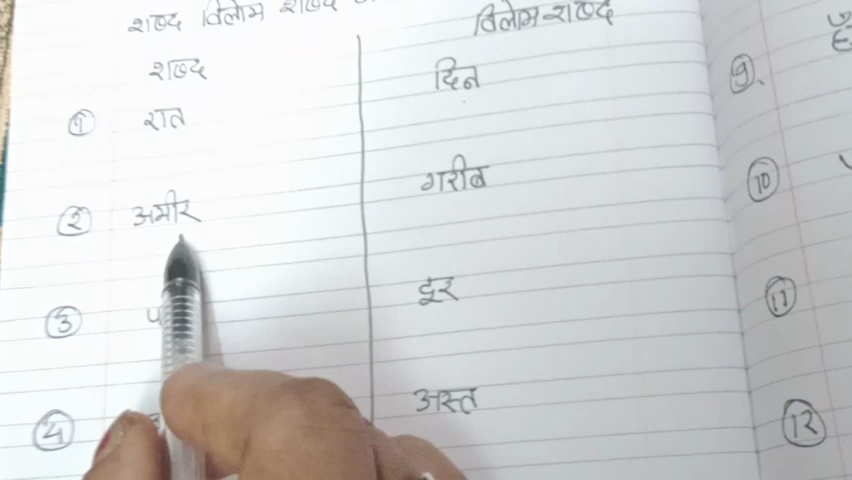 शब्द विलोम शब्द
शब्द
विलोम शब्द
① रात
दिन
② अमीर
गरीब
③
दूर
④
अस्त
9.
10
11
12